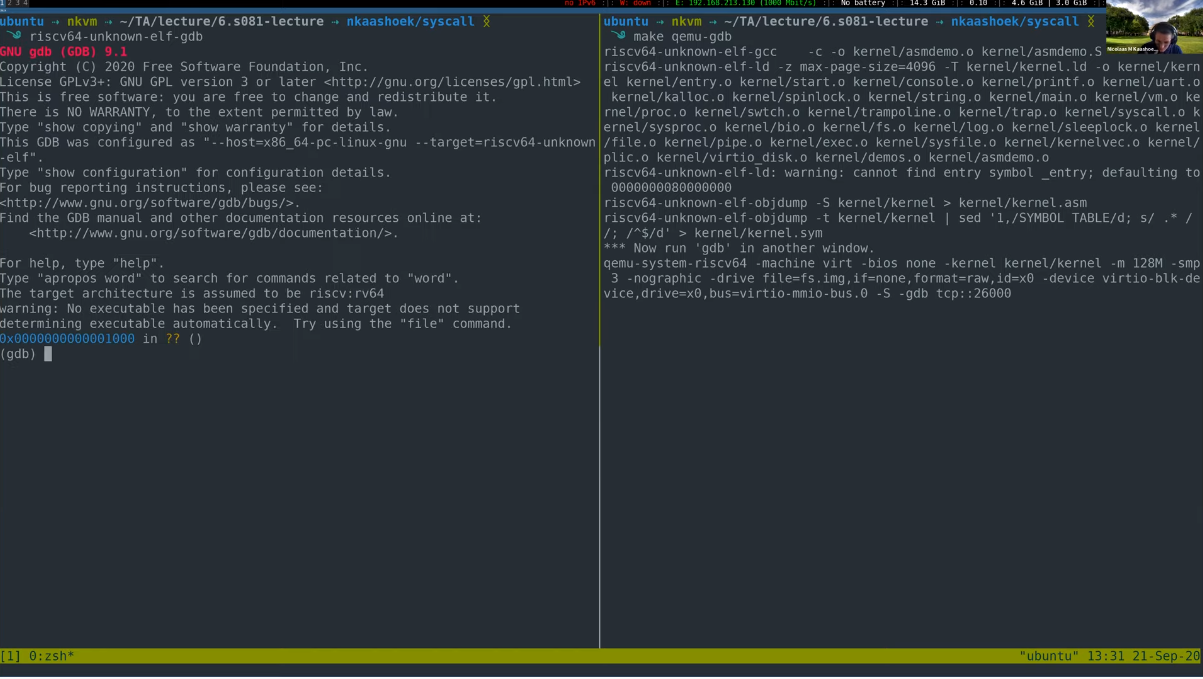 1 2 3 4
no IPv6 :|: W: down :|: E: 192.168.213.130 (1000 Mbit/s) :|: No battery :|: 14.3 GiB :|: 0.10 :|: 4.6 GiB | 3.0 GiB :|:
ubuntu → nkvm → ~/TA/lecture/6.s081-lecture → nkaashoek/syscall
riscv64-unknown-elf-gdb
GNU gdb (GDB) 9.1
Copyright (C) 2020 Free Software Foundation, Inc.
License GPLv3+: GNU GPL version 3 or later <http://gnu.org/licenses/gpl.html>
This is free software: you are free to change and redistribute it.
There is NO WARRANTY, to the extent permitted by law.
Type "show copying" and "show warranty" for details.
This GDB was configured as "--host=x86_64-pc-linux-gnu --target=riscv64-unknown
-elf".
Type "show configuration" for configuration details.
For bug reporting instructions, please see:
<http://www.gnu.org/software/gdb/bugs/>.
Find the GDB manual and other documentation resources online at:
<http://www.gnu.org/software/gdb/documentation/>.
For help, type "help".
Type "apropos word" to search for commands related to "word".
The target architecture is assumed to be riscv:rv64
warning: No executable has been specified and target does not support
determining executable automatically.  Try using the "file" command.
0x0000000000001000 in ?? ()
(gdb)
ubuntu → nkvm → ~/TA/lecture/6.s081-lecture → nkaashoek/syscall
make qemu-gdb
riscv64-unknown-elf-gcc    -c -o kernel/asmdemo.o kernel/asmdemo.S
riscv64-unknown-elf-ld -z max-page-size=4096 -T kernel/kernel.ld -o kernel/kern
el kernel/entry.o kernel/start.o kernel/console.o kernel/printf.o kernel/uart.o
kernel/kalloc.o kernel/spinlock.o kernel/string.o kernel/main.o kernel/vm.o ke
rnel/proc.o kernel/swtch.o kernel/trampoline.o kernel/trap.o kernel/syscall.o k
ernel/sysproc.o kernel/bio.o kernel/fs.o kernel/log.o kernel/sleeplock.o kernel
/file.o kernel/pipe.o kernel/exec.o kernel/sysfile.o kernel/kernelvec.o kernel/
plic.o kernel/virtio_disk.o kernel/demos.o kernel/asmdemo.o
riscv64-unknown-elf-ld: warning: cannot find entry symbol _entry; defaulting to
0000000080000000
riscv64-unknown-elf-objdump -S kernel/kernel > kernel/kernel.asm
riscv64-unknown-elf-objdump -t kernel/kernel | sed '1,/SYMBOL TABLE/d; s/ .* /
/; /^$/d' > kernel/kernel.sym
*** Now run 'gdb' in another window.
qemu-system-riscv64 -machine virt -bios none -kernel kernel/kernel -m 128M -smp
3 -nographic -drive file=fs.img,if=none,format=raw,id=x0 -device virtio-blk-de
vice,drive=x0,bus=virtio-mmio-bus.0 -S -gdb tcp::26000
Nicolaas M Kaashoe...
[1] 0:zsh*
"ubuntu" 13:31 21-Sep-20